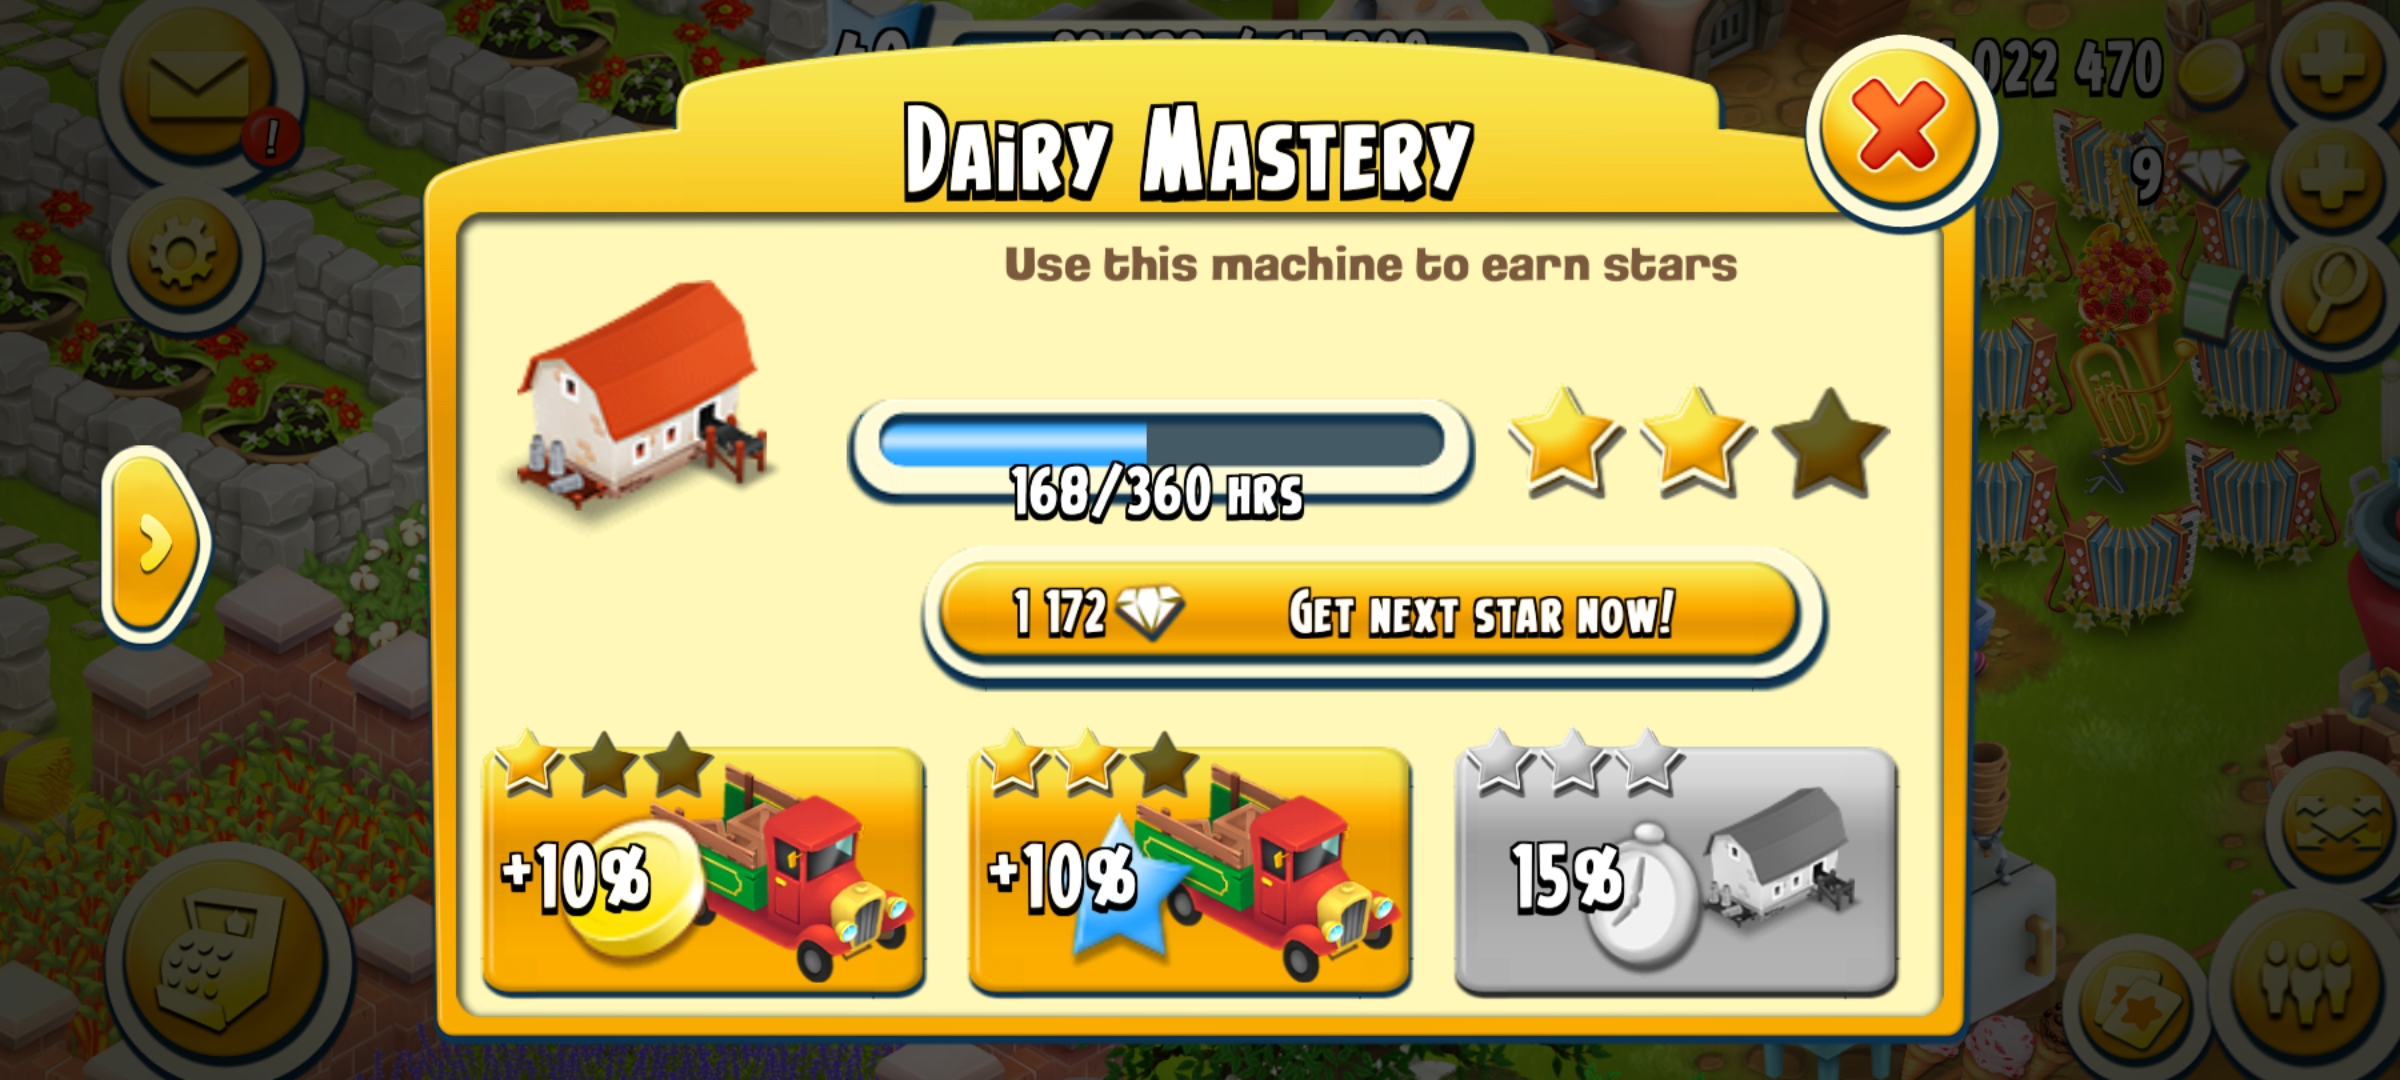 022 470
DAiRY MASTERY
9
Use this machine to earn stars
168/360 HRS
1 172 GET NEXT STAR NOW!
+10%
+10%
15%